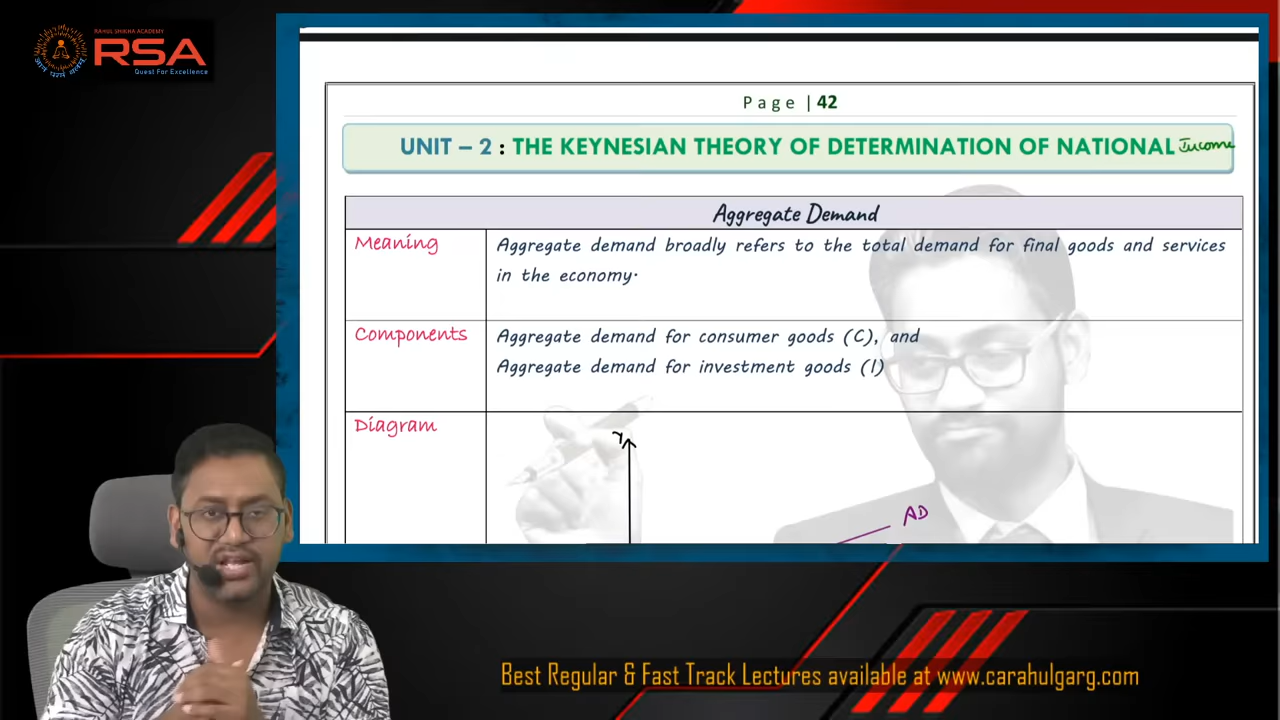 RAHUL SHIKHA ACADEMY
RSA
Quest For Excellence
Page | 42
UNIT – 2 : THE KEYNESIAN THEORY OF DETERMINATION OF NATIONAL Income
Aggregate Demand
Meaning
Aggregate demand broadly refers to the total demand for final goods and services
in the economy.
Components
Aggregate demand for consumer goods (C), and
Aggregate demand for investment goods (I)
Diagram
Y
AD
Best Regular & Fast Track Lectures available at www.carahulgarg.com